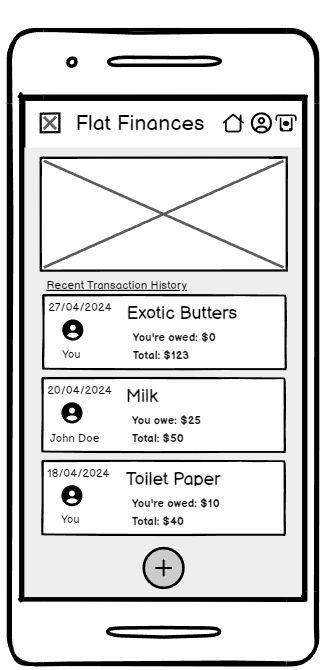 Flat Finances
Recent Transaction History
27/04/2024
Exotic Butters
You're owed: $0
You
Total: $123
20/04/2024
Milk
You owe: $25
John Doe
Total: $50
18/04/2024
Toilet Paper
You're owed: $10
You
Total: $40